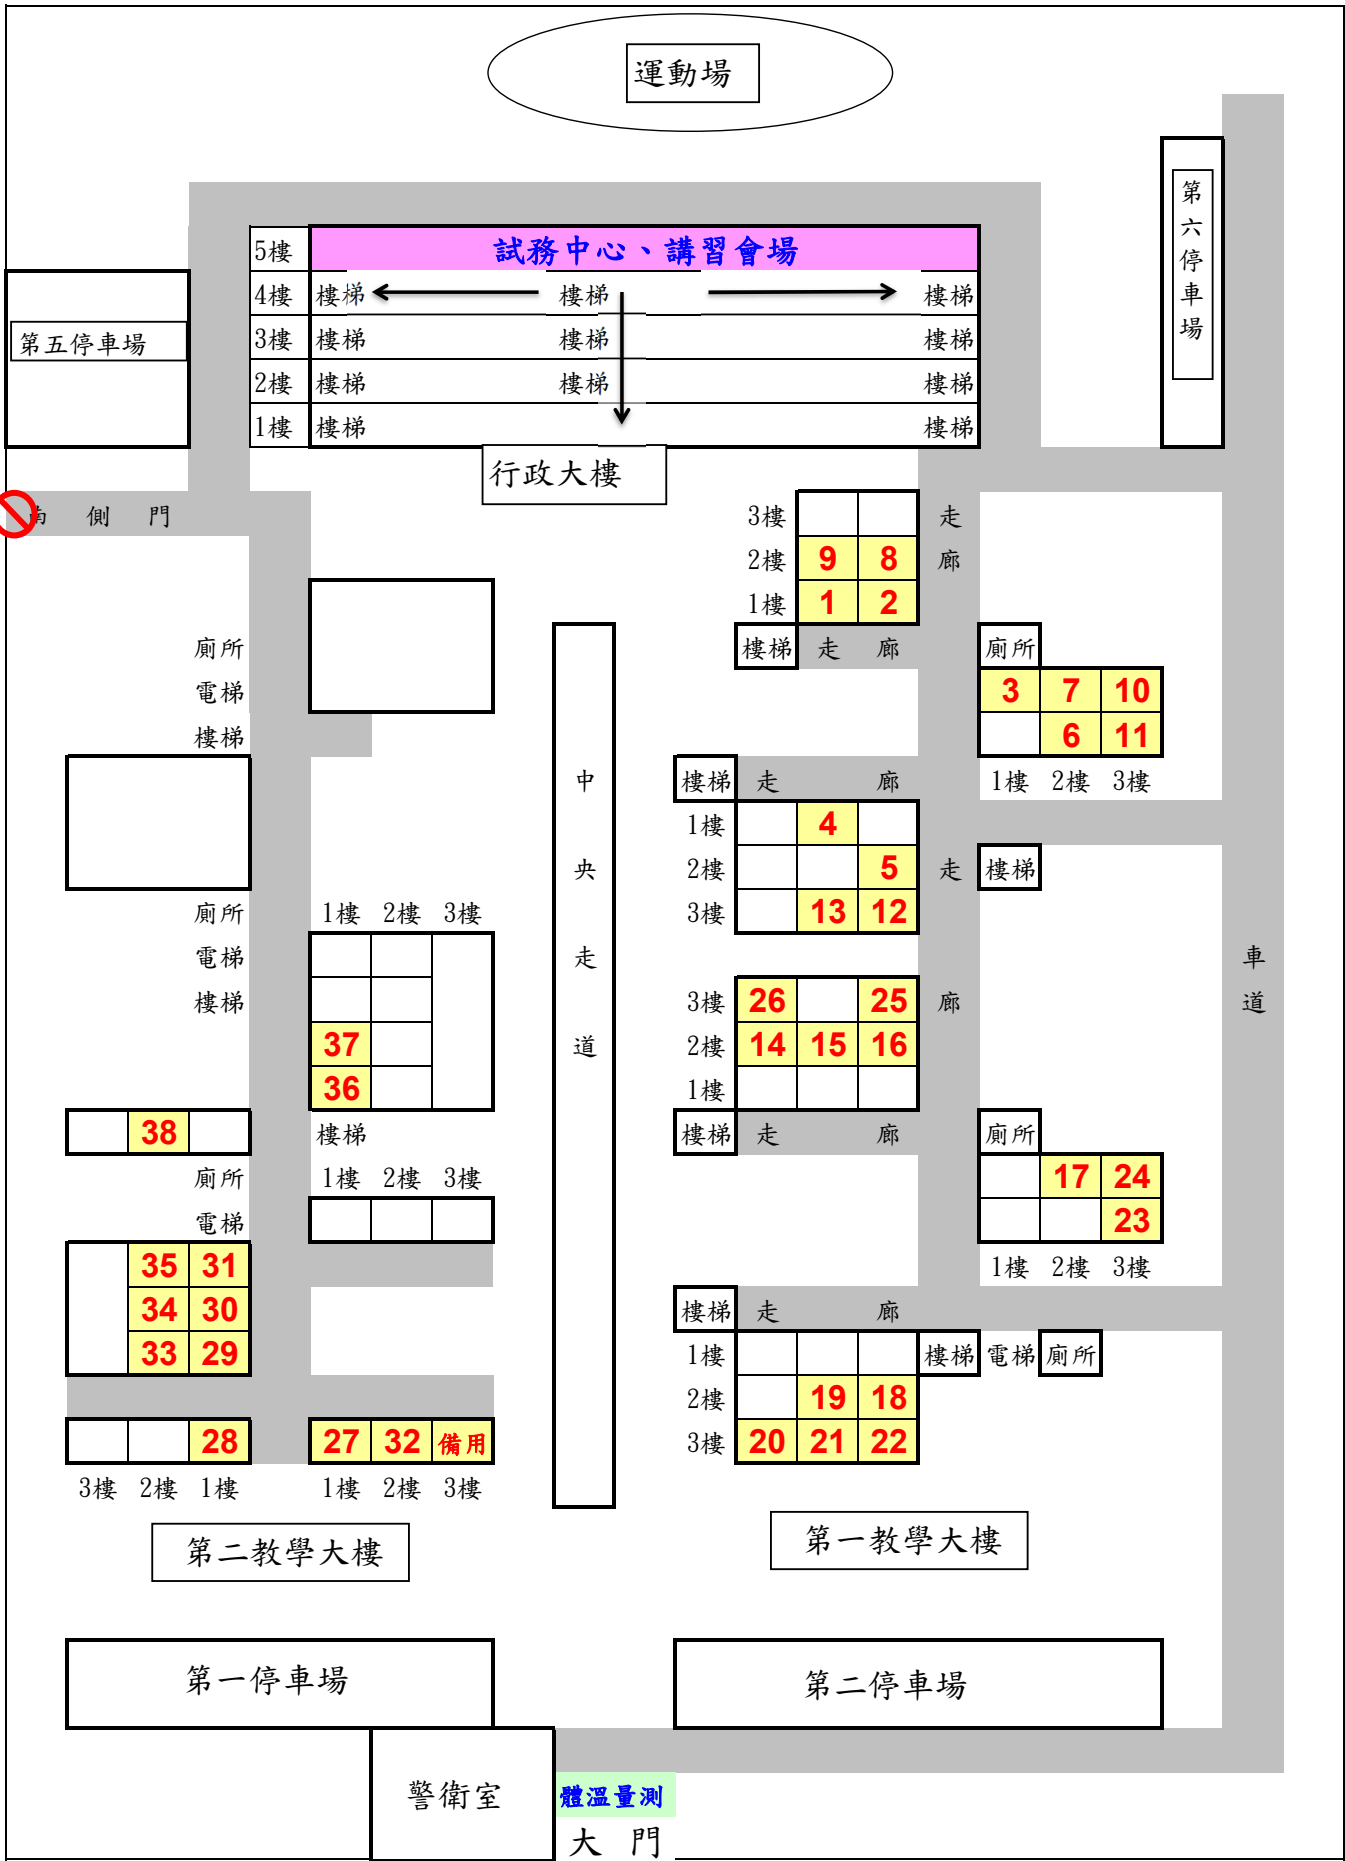 運動場
第六停車場
5樓 試務中心、講習會場
4樓 樓梯 樓梯 樓梯
第五停車場
3樓 樓梯 樓梯 樓梯
2樓 樓梯 樓梯 樓梯
1樓 樓梯 樓梯
行政大樓
南側門
3樓
2樓 9 8
1樓 1 2
走廊
樓梯 走廊
廁所
電梯
樓梯
廁所
3 7 10
6 11
1樓 2樓 3樓
中央走道
樓梯 走廊
1樓 4
2樓 5
3樓 13 12
走廊
樓梯
廁所
電梯
樓梯
1樓 2樓 3樓
37
36
樓梯
車道
3樓 26 25
2樓 14 15 16
1樓
樓梯 走廊
廁所
17 24
23
1樓 2樓 3樓
38
廁所
電梯
1樓 2樓 3樓
35 31
34 30
33 29
樓梯 走廊
1樓 樓梯 電梯 廁所
2樓 19 18
3樓 20 21 22
28 27 32 備用
3樓 2樓 1樓 1樓 2樓 3樓
第二教學大樓
第一教學大樓
第一停車場
第二停車場
警衛室
體溫量測
大門